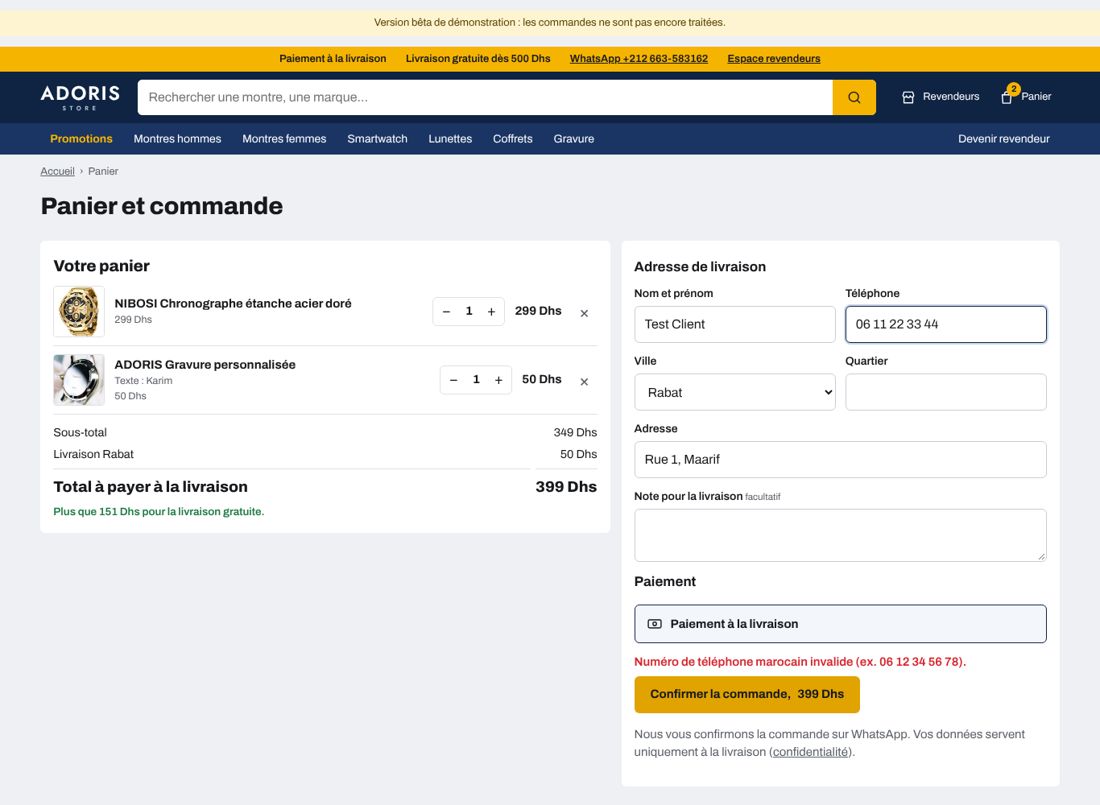 Version bêta de démonstration : les commandes ne sont pas encore traitées.
Paiement à la livraison Livraison gratuite dès 500 Dhs WhatsApp +212 663-583162 Espace revendeurs
ADORIS
STORE
Rechercher une montre, une marque...
Revendeurs
2
Panier
Promotions Montres hommes Montres femmes Smartwatch Lunettes Coffrets Gravure Devenir revendeur
Accueil › Panier
Panier et commande
Votre panier
NIBOSI Chronographe étanche acier doré
299 Dhs
− 1 + 299 Dhs ×
ADORIS Gravure personnalisée
Texte : Karim
50 Dhs
− 1 + 50 Dhs ×
Sous-total 349 Dhs
Livraison Rabat 50 Dhs
Total à payer à la livraison 399 Dhs
Plus que 151 Dhs pour la livraison gratuite.
Adresse de livraison
Nom et prénom Téléphone
Test Client 06 11 22 33 44
Ville Quartier
Rabat
Adresse
Rue 1, Maarif
Note pour la livraison facultatif
Paiement
Paiement à la livraison
Numéro de téléphone marocain invalide (ex. 06 12 34 56 78).
Confirmer la commande, 399 Dhs
Nous vous confirmons la commande sur WhatsApp. Vos données servent
uniquement à la livraison (confidentialité).